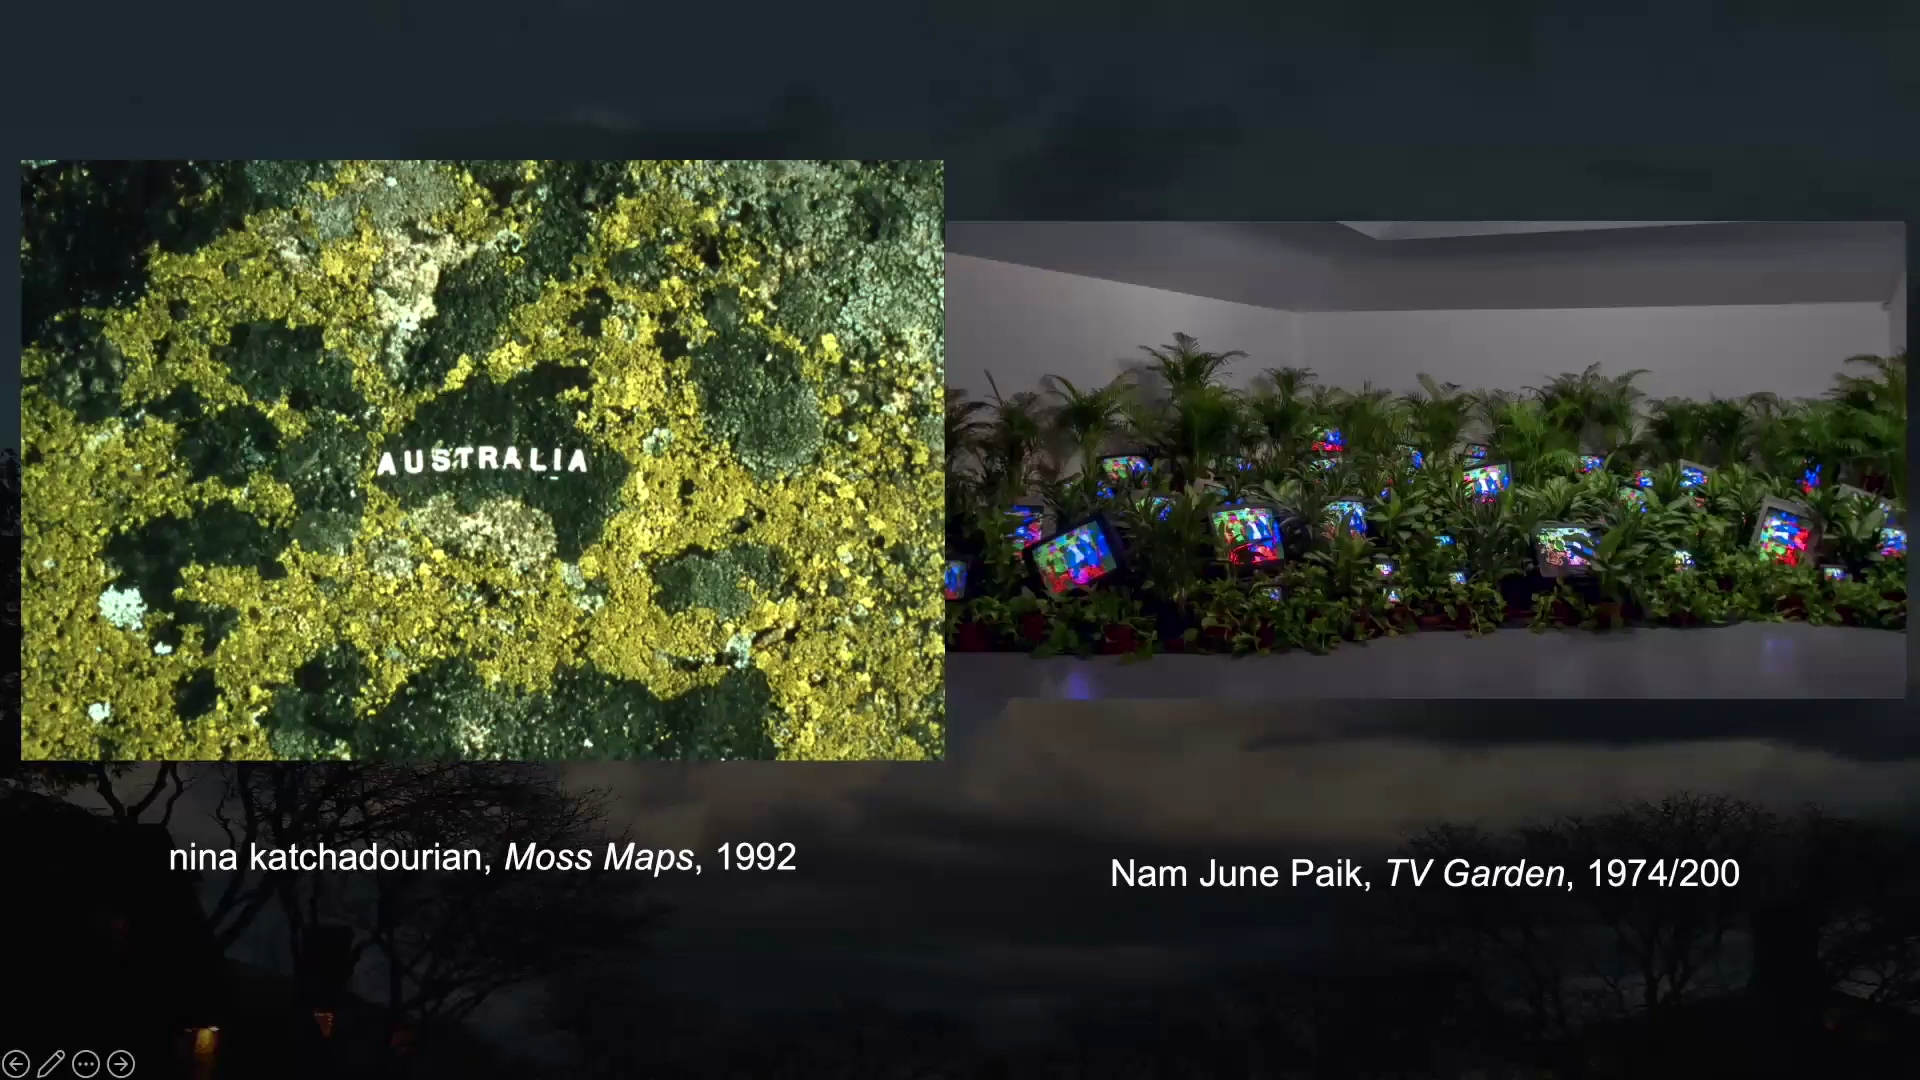 AUSTRALIA
nina katchadourian, Moss Maps, 1992
Nam June Paik, TV Garden, 1974/200